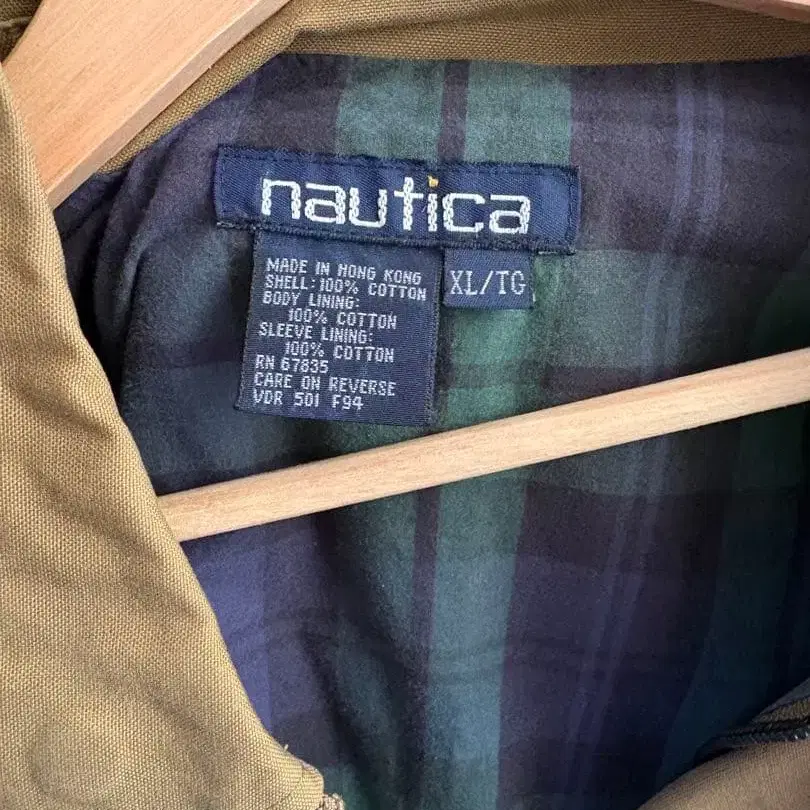 nautica
MADE IN HONG KONG
SHELL: 100% COTTON
BODY LINING:
100% COTTON
SLEEVE LINING:
100% COTTON
RN 67835
CARE ON REVERSE
VDR 501 F94
XL/TG